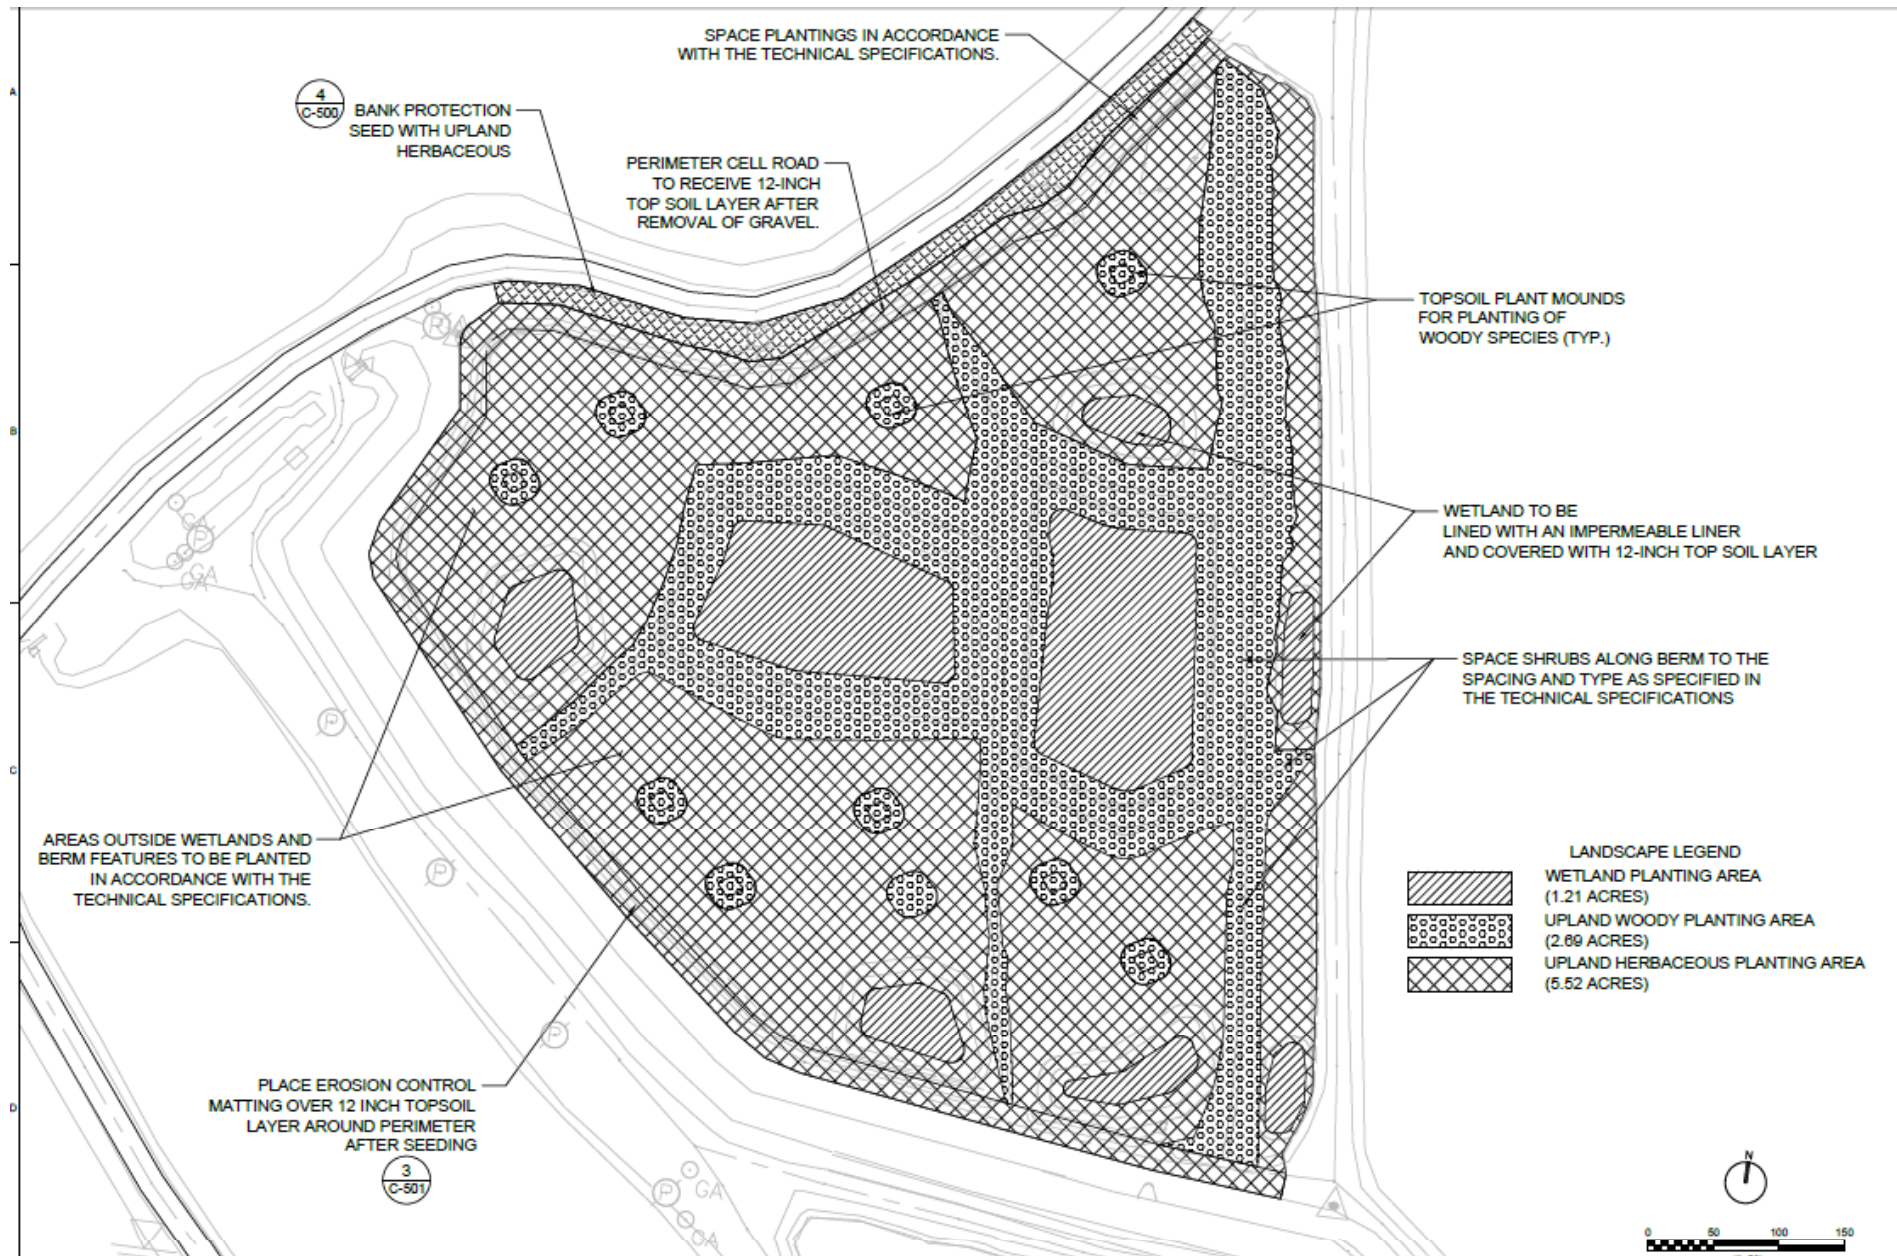 SPACE PLANTINGS IN ACCORDANCE
WITH THE TECHNICAL SPECIFICATIONS.
A
4
C-500
BANK PROTECTION
SEED WITH UPLAND
HERBACEOUS
PERIMETER CELL ROAD
TO RECEIVE 12-INCH
TOP SOIL LAYER AFTER
REMOVAL OF GRAVEL.
TOPSOIL PLANT MOUNDS
FOR PLANTING OF
WOODY SPECIES (TYP.)
R
B
WETLAND TO BE
LINED WITH AN IMPERMEABLE LINER
AND COVERED WITH 12-INCH TOP SOIL LAYER
GA
P
GA
GA
SPACE SHRUBS ALONG BERM TO THE
SPACING AND TYPE AS SPECIFIED IN
THE TECHNICAL SPECIFICATIONS
P
C
AREAS OUTSIDE WETLANDS AND
BERM FEATURES TO BE PLANTED
IN ACCORDANCE WITH THE
TECHNICAL SPECIFICATIONS.
P
LANDSCAPE LEGEND
WETLAND PLANTING AREA
(1.21 ACRES)
UPLAND WOODY PLANTING AREA
(2.69 ACRES)
UPLAND HERBACEOUS PLANTING AREA
(5.52 ACRES)
P
D
PLACE EROSION CONTROL
MATTING OVER 12 INCH TOPSOIL
LAYER AROUND PERIMETER
AFTER SEEDING
3
C-501
P
GA
GA
N
0 50 100 150